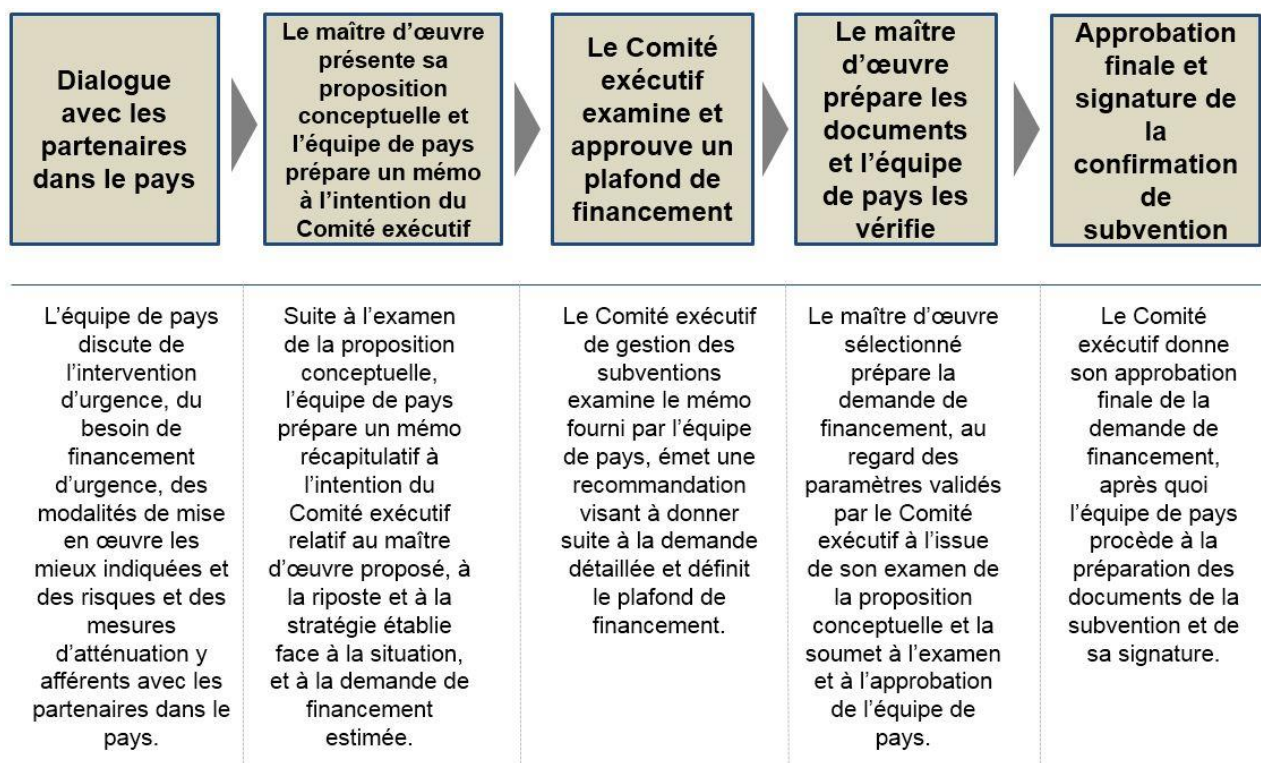 Dialogue
avec les
partenaires
dans le pays
Le maître d’œuvre
présente sa
proposition
conceptuelle et
l’équipe de pays
prépare un mémo
à l’intention du
Comité exécutif
Le Comité
exécutif
examine et
approuve un
plafond de
financement
Le maître
d’œuvre
prépare les
documents
et l’équipe
de pays les
vérifie
Approbation
finale et
signature de
la
confirmation
de
subvention
L’équipe de pays
discute de
l’intervention
d’urgence, du
besoin de
financement
d’urgence, des
modalités de mise
en œuvre les
mieux indiquées et
des risques et des
mesures
d’atténuation y
afférents avec les
partenaires dans le
pays.
Suite à l’examen
de la proposition
conceptuelle,
l’équipe de pays
prépare un mémo
récapitulatif à
l’intention du
Comité exécutif
relatif au maître
d’œuvre proposé, à
la riposte et à la
stratégie établie
face à la situation,
et à la demande de
financement
estimée.
Le Comité exécutif
de gestion des
subventions
examine le mémo
fourni par l’équipe
de pays, émet une
recommandation
visant à donner
suite à la demande
détaillée et définit
le plafond de
financement.
Le maître d’œuvre
sélectionné
prépare la
demande de
financement, au
regard des
paramètres validés
par le Comité
exécutif à l’issue
de son examen de
la proposition
conceptuelle et la
soumet à l’examen
et à l’approbation
de l’équipe de
pays.
Le Comité
exécutif donne
son approbation
finale de la
demande de
financement,
après quoi
l’équipe de pays
procède à la
préparation des
documents de la
subvention et de
sa signature.